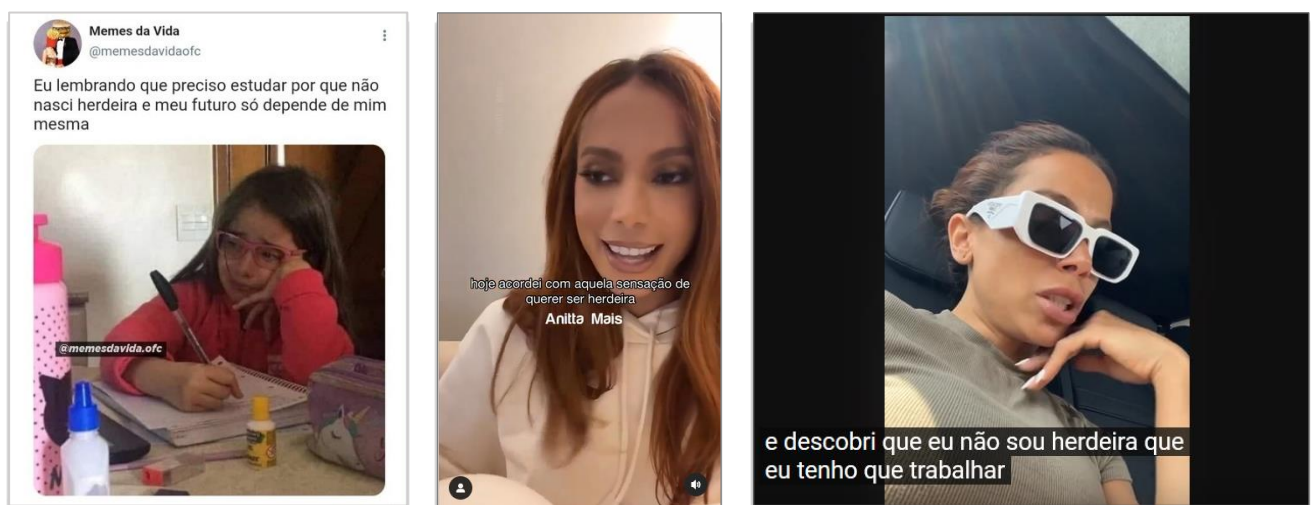 Memes da Vida
@memesdavidaofc
Eu lembrando que preciso estudar por que não
nasci herdeira e meu futuro só depende de mim
mesma
@memesdavida.ofc
hoje acordei com aquela sensação de
querer ser herdeira
Anitta Mais
e descobri que eu não sou herdeira que
eu tenho que trabalhar